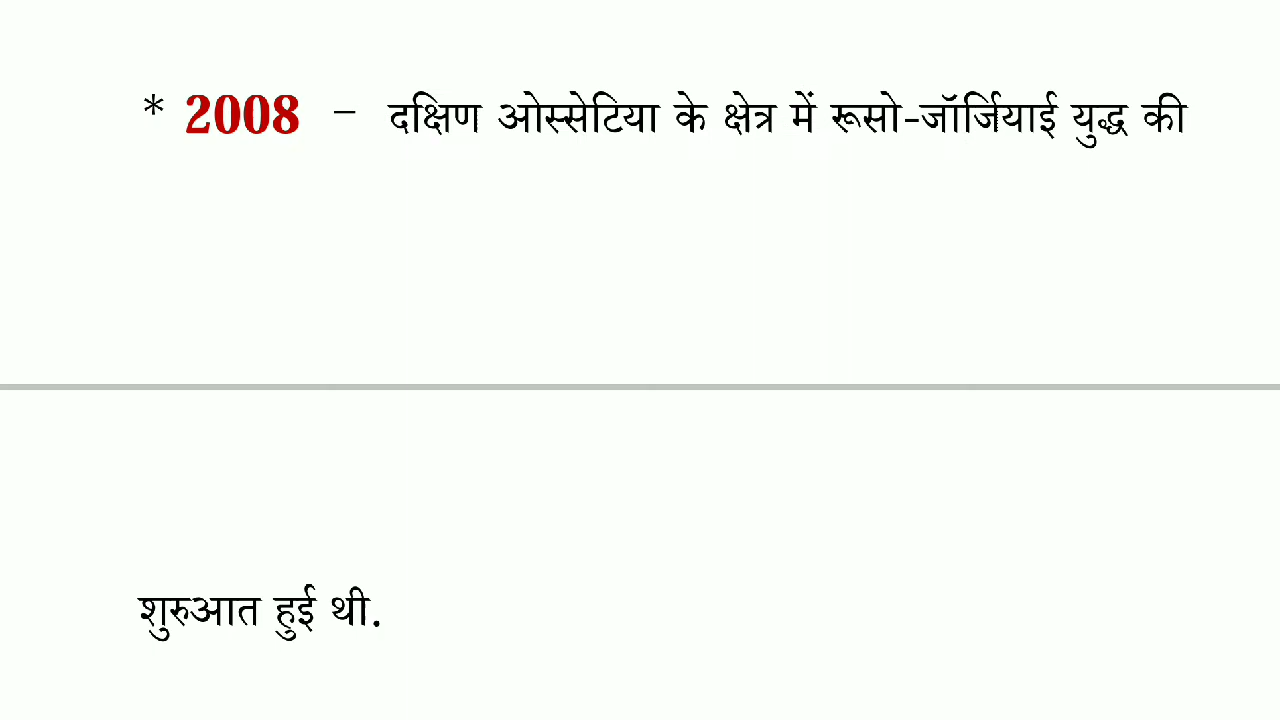 * 2008 – दक्षिण ओस्सेटिया के क्षेत्र में रूसो-जॉर्जियाई युद्ध की
शुरुआत हुई थी.